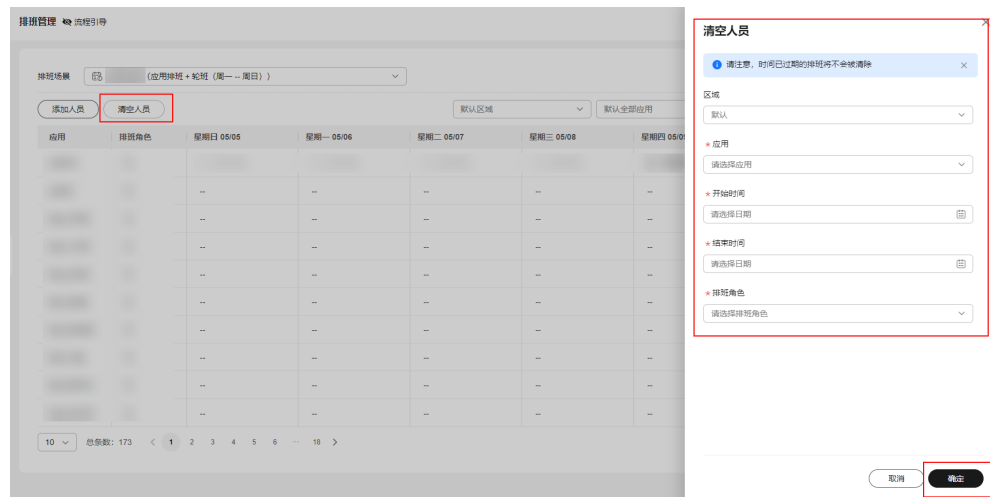 排班管理 流程引导
排班场景 （应用排班 + 轮班（周一 -- 周日））
添加人员 清空人员 默认区域 默认全部应用
应用 排班角色 星期日 05/05 星期一 05/06 星期二 05/07 星期三 05/08 星期四 05/09
-- -- -- -- --
-- -- -- -- --
-- -- -- -- --
-- -- -- -- --
-- -- -- -- --
-- -- -- -- --
-- -- -- -- --
-- -- -- -- --
-- -- -- -- --
10 总条数：173 1 2 3 4 5 6 ··· 18
清空人员
请注意，时间已过期的排班将不会被清除
区域
默认
* 应用
请选择应用
* 开始时间
请选择日期
* 结束时间
请选择日期
* 排班角色
请选择排班角色
取消 确定